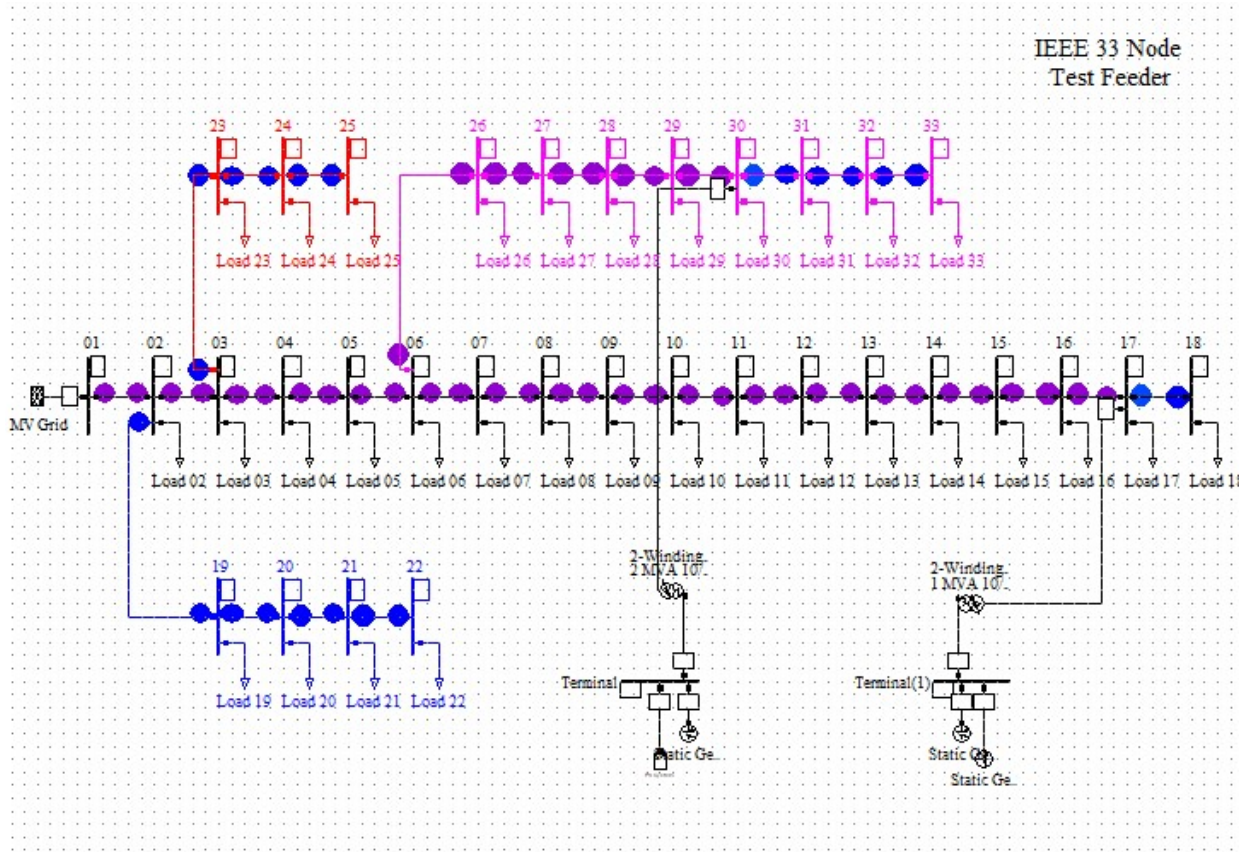 IEEE 33 Node
Test Feeder
23 24 25 26 27 28 29 30 31 32 33
Load 23 Load 24 Load 25 Load 26 Load 27 Load 28 Load 29 Load 30 Load 31 Load 32 Load 33
01 02 03 04 05 06 07 08 09 10 11 12 13 14 15 16 17 18
MV Grid
Load 02 Load 03 Load 04 Load 05 Load 06 Load 07 Load 08 Load 09 Load 10 Load 11 Load 12 Load 13 Load 14 Load 15 Load 16 Load 17 Load 18
19 20 21 22
2-Winding..
2 MVA 10/..
2-Winding..
1 MVA 10/..
Load 19 Load 20 Load 21 Load 22
Terminal
Terminal(1)
Static Ge..
Static
Static Ge..